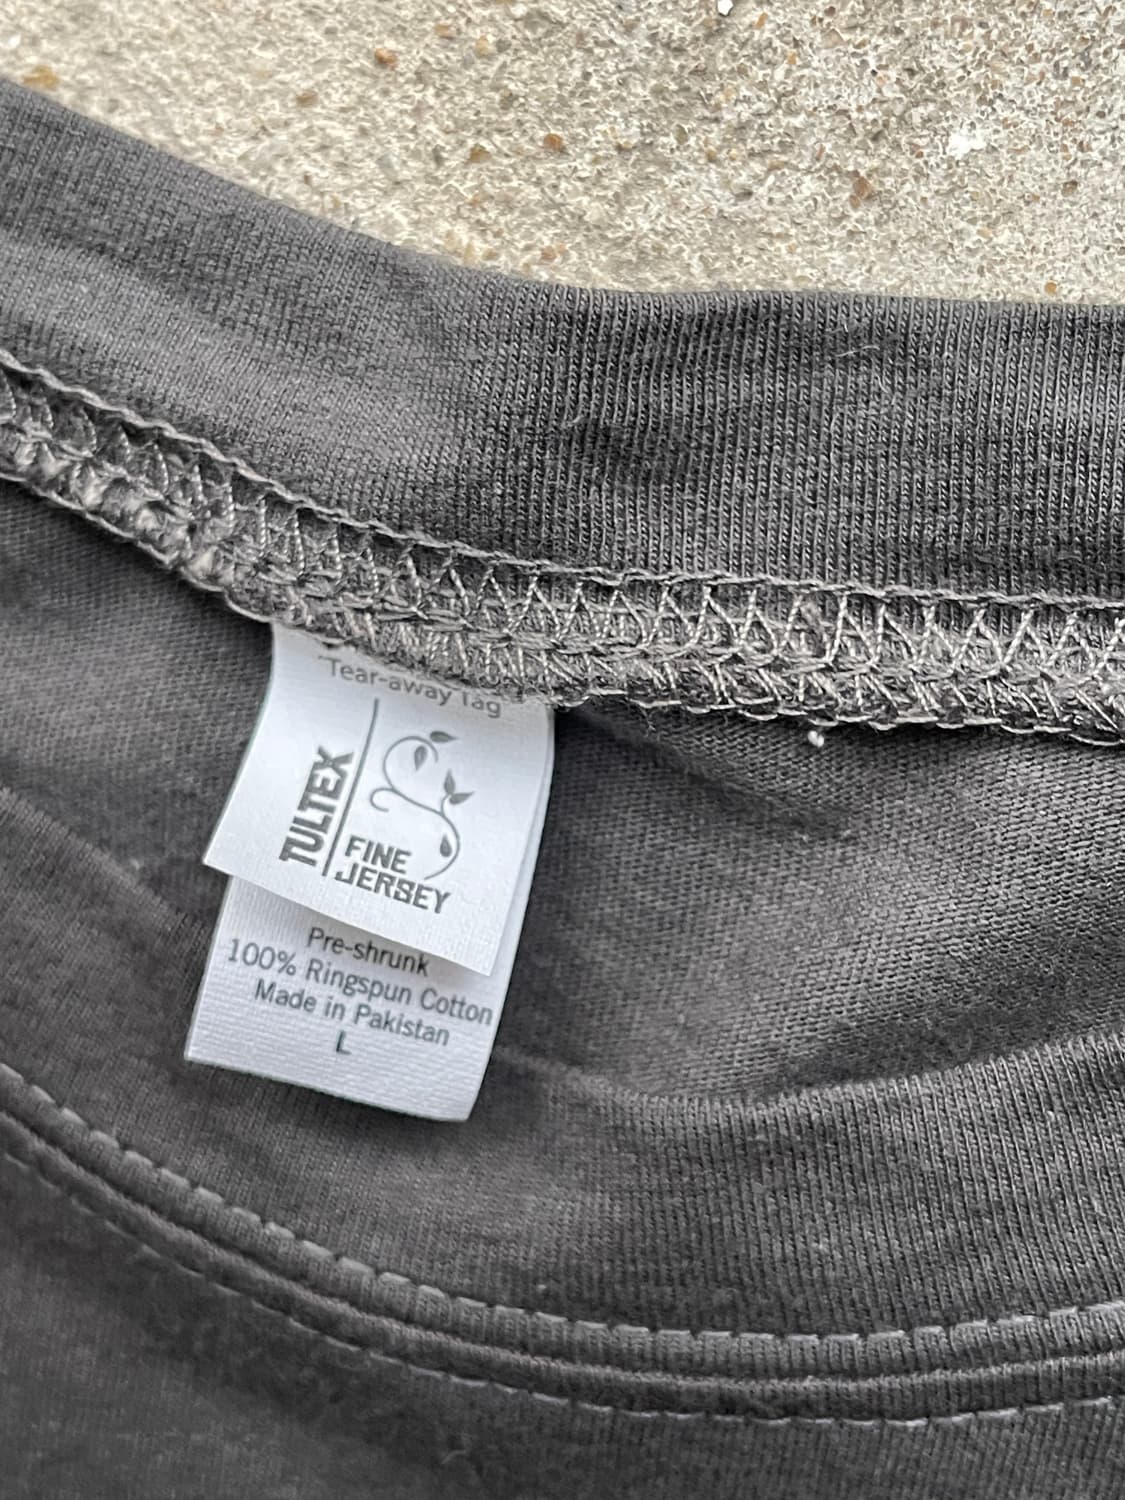 Tear-away Tag
TULTEX
FINE
JERSEY
Pre-shrunk
100% Ringspun Cotton
Made in Pakistan
L